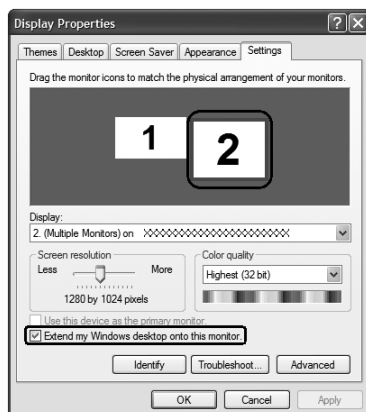 Display Properties
Themes Desktop Screen Saver Appearance Settings
Drag the monitor icons to match the physical arrangement of your monitors.
1 2
Display:
2. (Multiple Monitors) on XXXXXXXXXXXXXXXXXXXXXXXX
Screen resolution Color quality
Less More Highest (32 bit)
1280 by 1024 pixels
Use this device as the primary monitor.
Extend my Windows desktop onto this monitor.
Identify Troubleshoot... Advanced
OK Cancel Apply